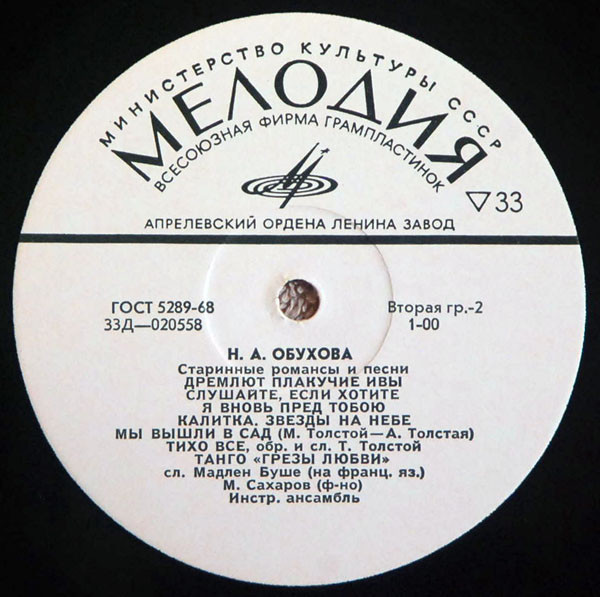 МИНИСТЕРСТВО КУЛЬТУРЫ СССР
МЕЛОДИЯ
ВСЕСОЮЗНАЯ ФИРМА ГРАМПЛАСТИНОК
▽33
АПРЕЛЕВСКИЙ ОРДЕНА ЛЕНИНА ЗАВОД
ГОСТ 5289-68
Вторая гр.-2
33Д—020558
1-00
Н. А. ОБУХОВА
Старинные романсы и песни
ДРЕМЛЮТ ПЛАКУЧИЕ ИВЫ
СЛУШАЙТЕ, ЕСЛИ ХОТИТЕ
Я ВНОВЬ ПРЕД ТОБОЮ
КАЛИТКА. ЗВЕЗДЫ НА НЕБЕ
МЫ ВЫШЛИ В САД (М. Толстой—А. Толстая)
ТИХО ВСЕ, обр. и сл. Т. Толстой
ТАНГО «ГРЕЗЫ ЛЮБВИ»
сл. Мадлен Буше (на франц. яз.)
М. Сахаров (ф-но)
Инстр. ансамбль